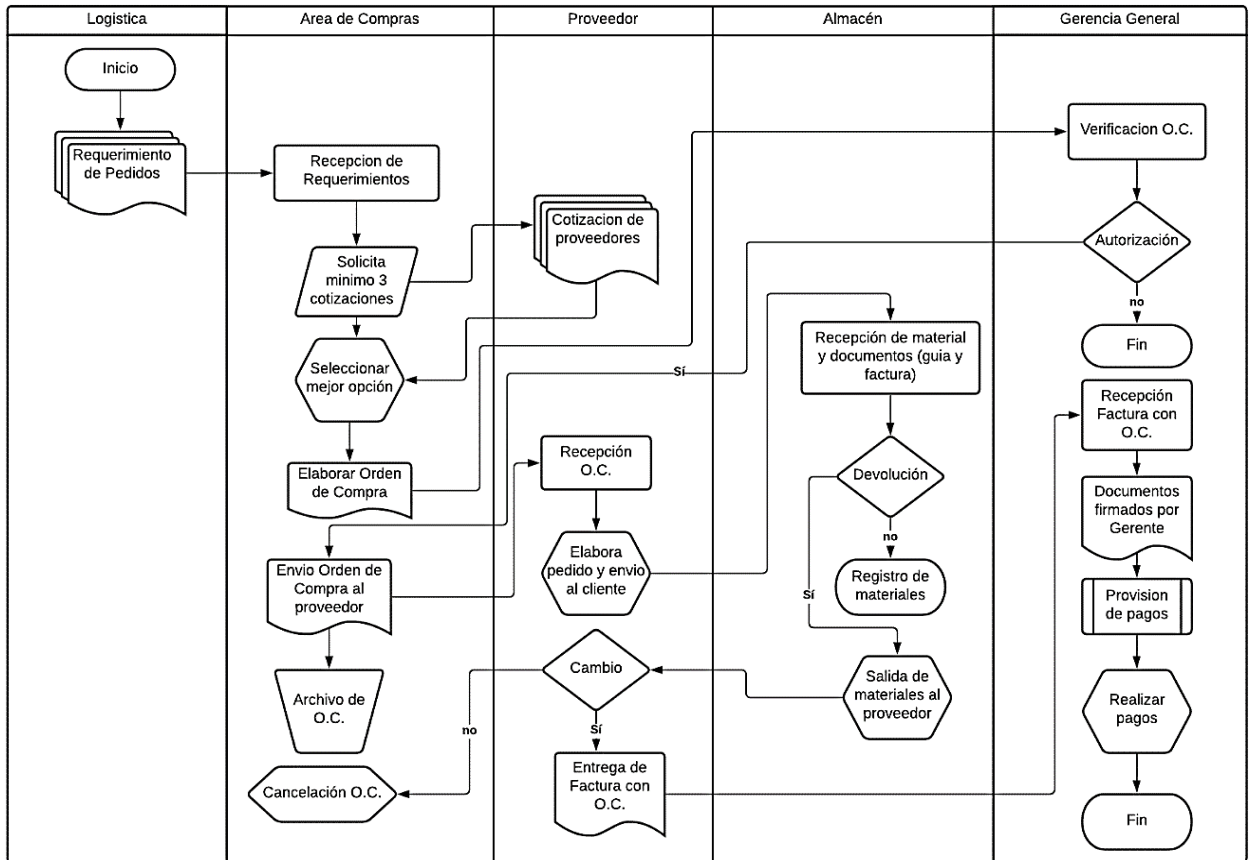 Logistica
Area de Compras
Proveedor
Almacén
Gerencia General
Inicio
Requerimiento
de Pedidos
Recepcion de
Requerimientos
Solicita
minimo 3
cotizaciones
Seleccionar
mejor opción
Elaborar Orden
de Compra
Envio Orden de
Compra al
proveedor
Archivo de
O.C.
Cancelación O.C.
Cotizacion de
proveedores
Sí
Recepción
O.C.
Elabora
pedido y envio
al cliente
Cambio
no
Sí
Entrega de
Factura con
O.C.
Recepción de material
y documentos (guia y
factura)
Devolución
no
Sí
Registro de
materiales
Salida de
materiales al
proveedor
Verificacion O.C.
Autorización
no
Fin
Recepción
Factura con
O.C.
Documentos
firmados por
Gerente
Provision
de pagos
Realizar
pagos
Fin